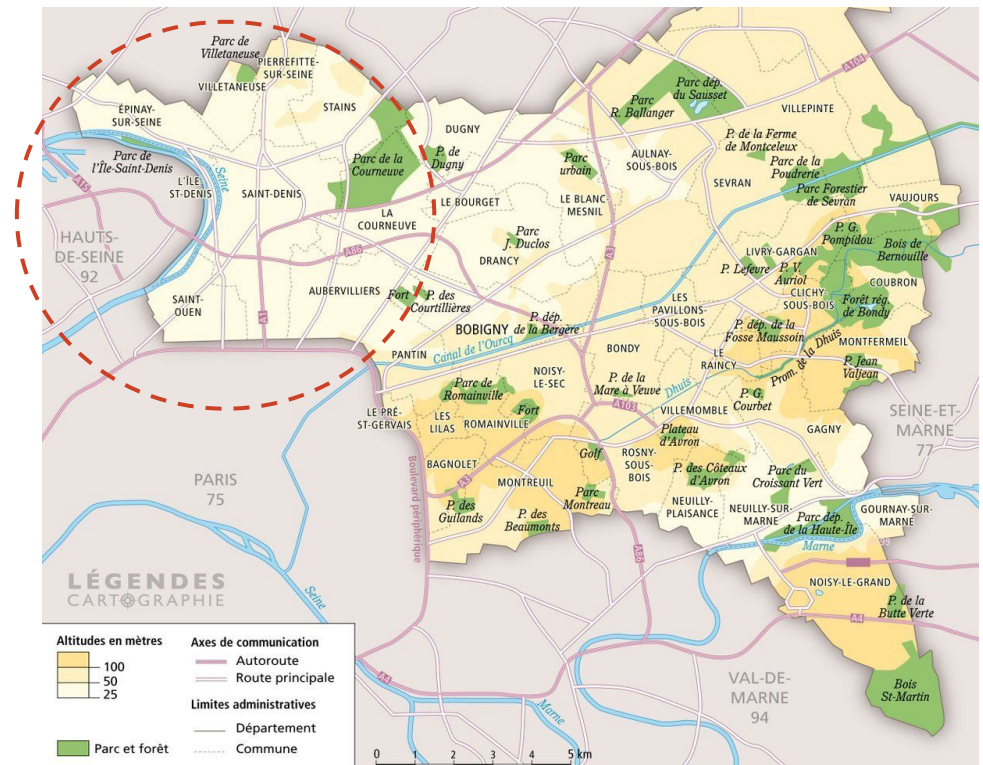 Parc de
Villetaneuse
PIERREFITTE-
SUR-SEINE
VILLETANEUSE
STAINS
ÉPINAY-
SUR-SEINE
Parc de
l'Île-Saint-Denis
A15
L'ÎLE
ST-DENIS
Seine
SAINT-DENIS
Parc de la
Courneuve
DUGNY
P. de
Dugny
LE BOURGET
LA
COURNEUVE
A86
HAUTS-
DE-SEINE
92
SAINT-
OUEN
A1
AUBERVILLIERS
Fort
P. des
Courtillières
Parc
urbain
LE BLANC-
MESNIL
Parc
J. Duclos
DRANCY
A3
Parc
R. Ballanger
Parc dép.
du Sausset
A104
VILLEPINTE
AULNAY-
SOUS-BOIS
P. de la Ferme
de Montceleux
SEVRAN
Parc de la
Poudrerie
Parc Forestier
de Sevran
VAUJOURS
P. G.
Pompidou
Bois de
Bernouille
LIVRY-GARGAN
P. Lefevre
P. V.
Auriol
CLICHY-
SOUS-BOIS
COUBRON
Forêt rég.
de Bondy
LES
PAVILLONS-
SOUS-BOIS
P. dép. de la
Fosse Maussoin
MONTFERMEIL
LE
RAINCY
Prom. de la Dhuis
P. Jean
Valjean
BOBIGNY
P. dép.
de la Bergère
PANTIN
Canal de l'Ourcq
BONDY
NOISY-
LE-SEC
P. de la
Mare à Veuve
Dhuis
A103
P. G.
Courbet
VILLEMOMBLE
GAGNY
SEINE-ET-
MARNE
77
Parc de
Romainville
LE PRÉ-
ST-GERVAIS
LES
LILAS
ROMAINVILLE
Fort
Plateau
d'Avron
Golf
ROSNY-
SOUS-
BOIS
P. des Côteaux
d'Avron
Parc du
Croissant Vert
BAGNOLET
A3
MONTREUIL
Parc
Montreau
P. des
Guilands
P. des
Beaumonts
Boulevard périphérique
PARIS
75
NEUILLY-
PLAISANCE
NEUILLY-SUR-
MARNE
Parc dép.
de la Haute-Île
GOURNAY-SUR-
MARNE
Marne
A86
NOISY-LE-GRAND
P. de la
Butte Verte
A4
Bois
St-Martin
VAL-DE-
MARNE
94
Seine
A4
Marne
LÉGENDES
CARTOGRAPHIE
Altitudes en mètres
100
50
25
Parc et forêt
Axes de communication
Autoroute
Route principale
Limites administratives
Département
Commune
0 1 2 3 4 5 km